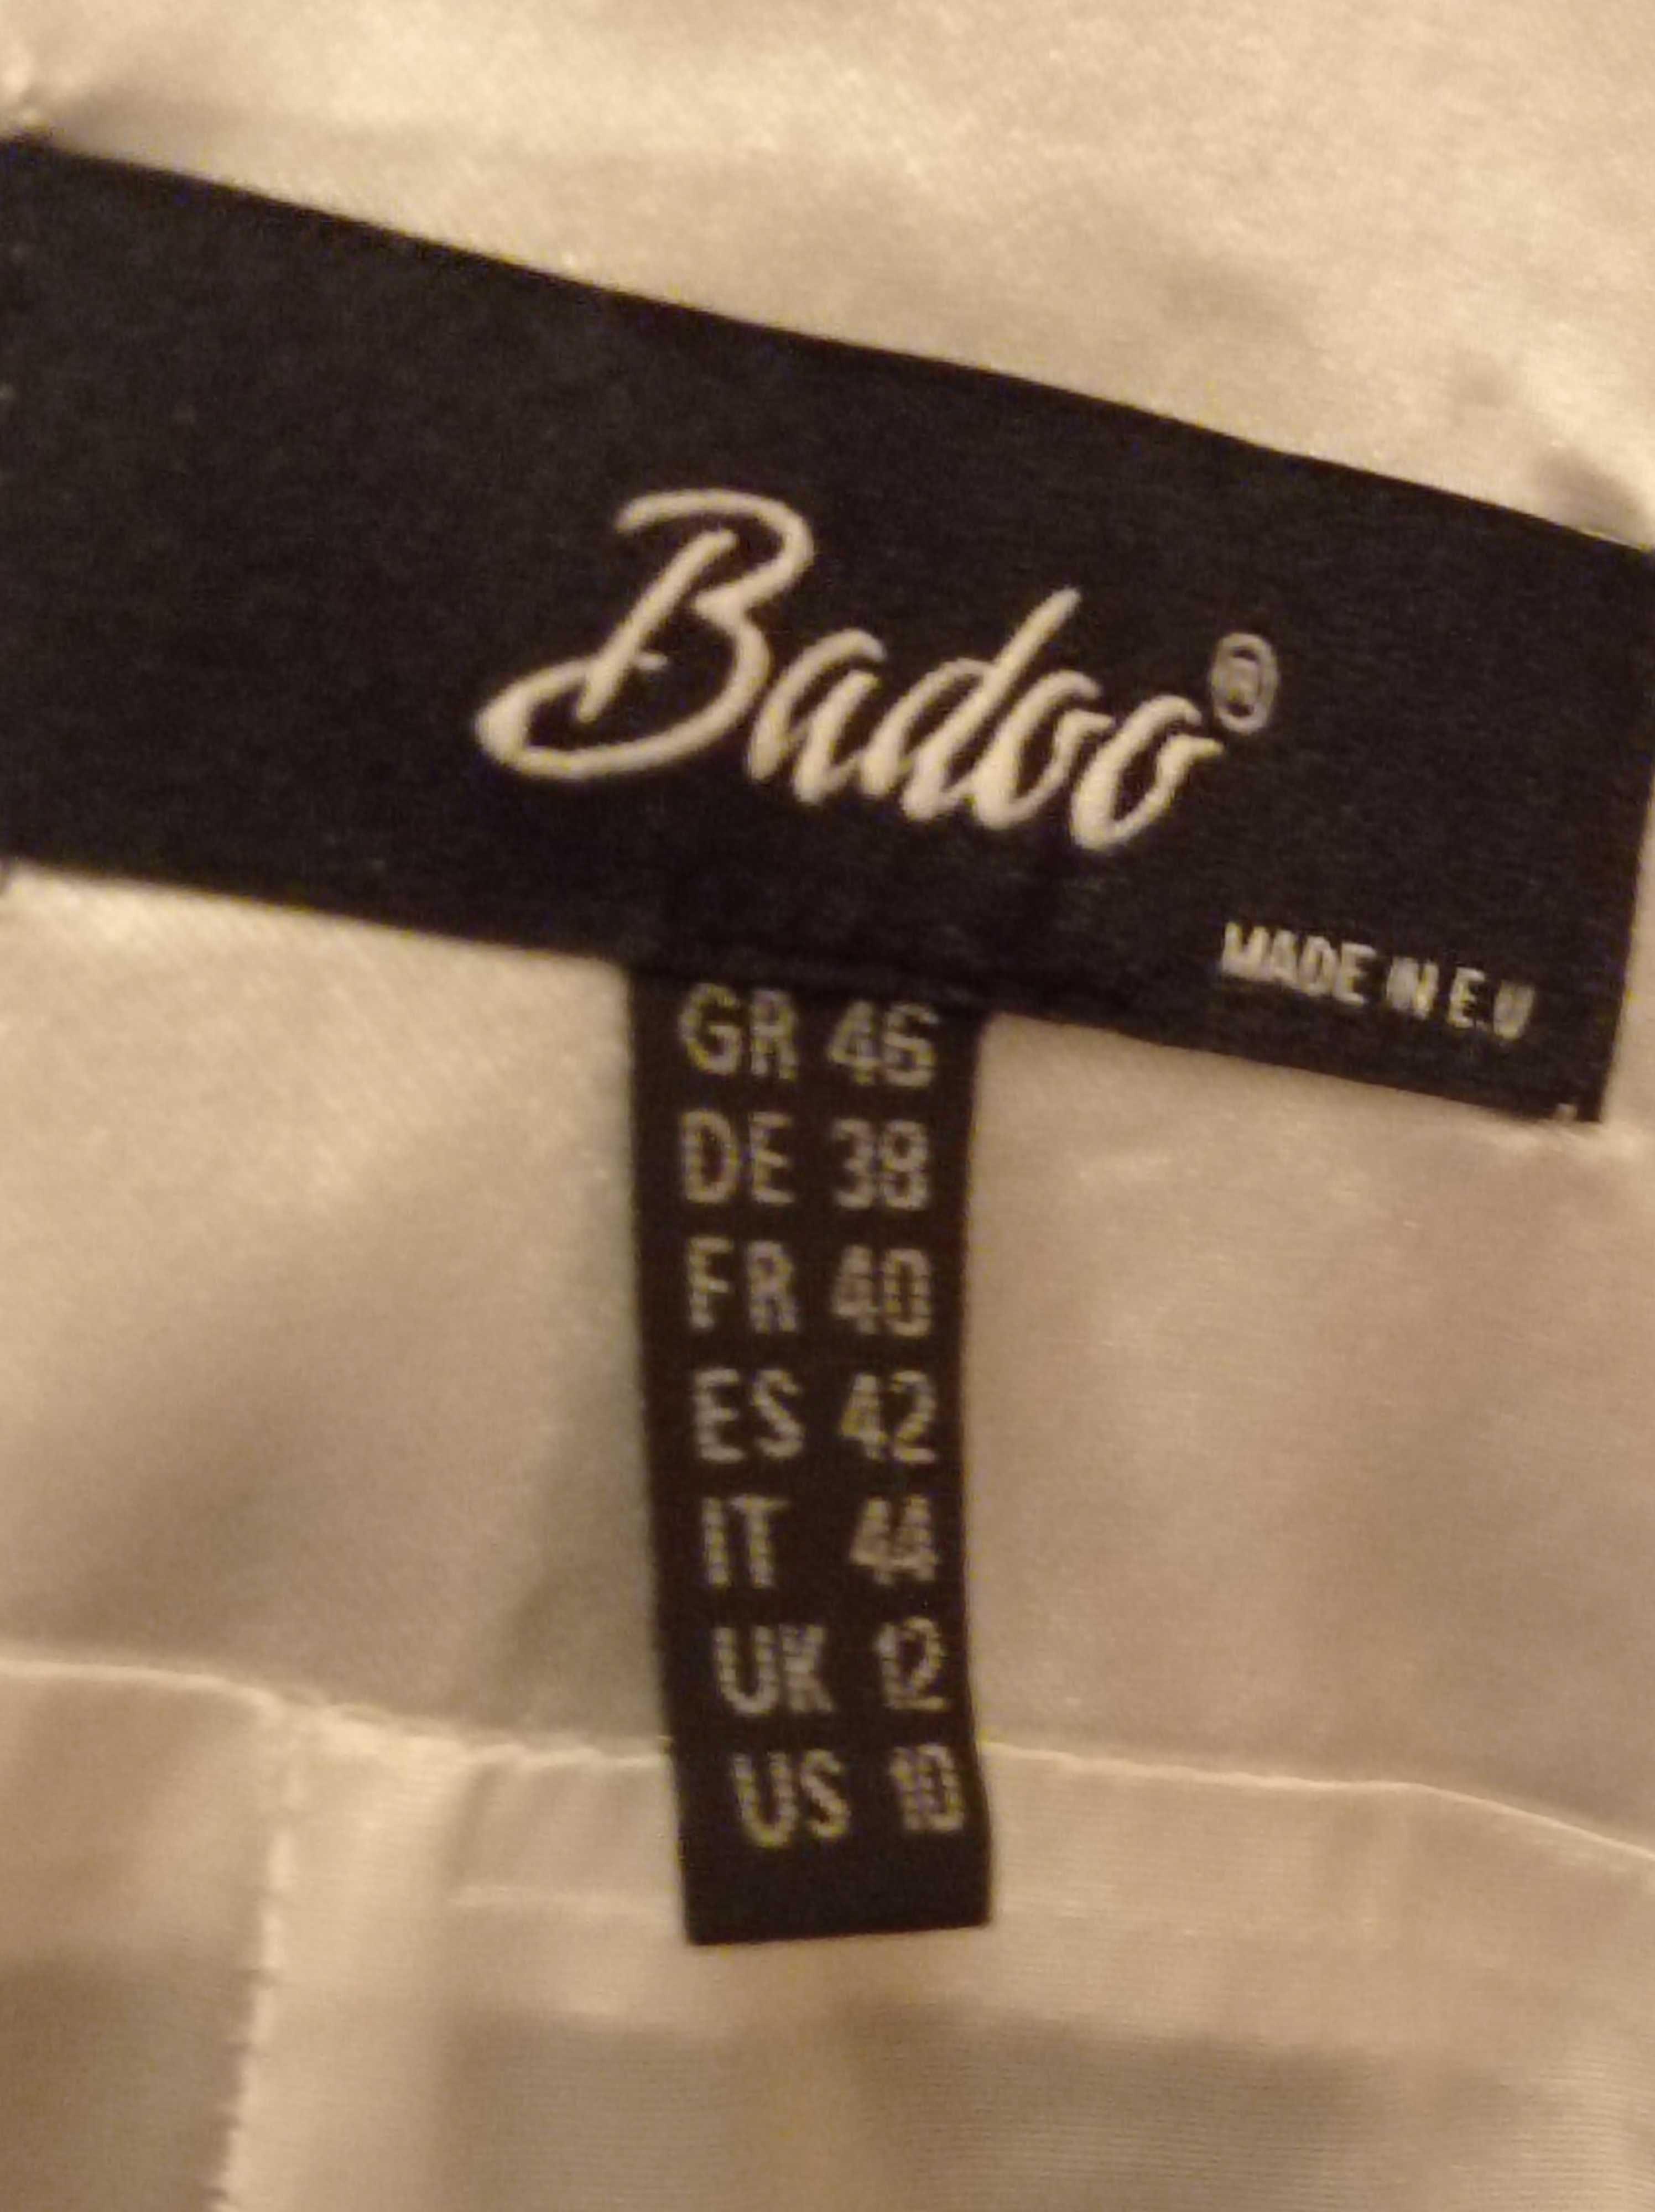 Badoo®
MADE IN E.U
GR 46
DE 38
FR 40
ES 42
IT 44
UK 12
US 10